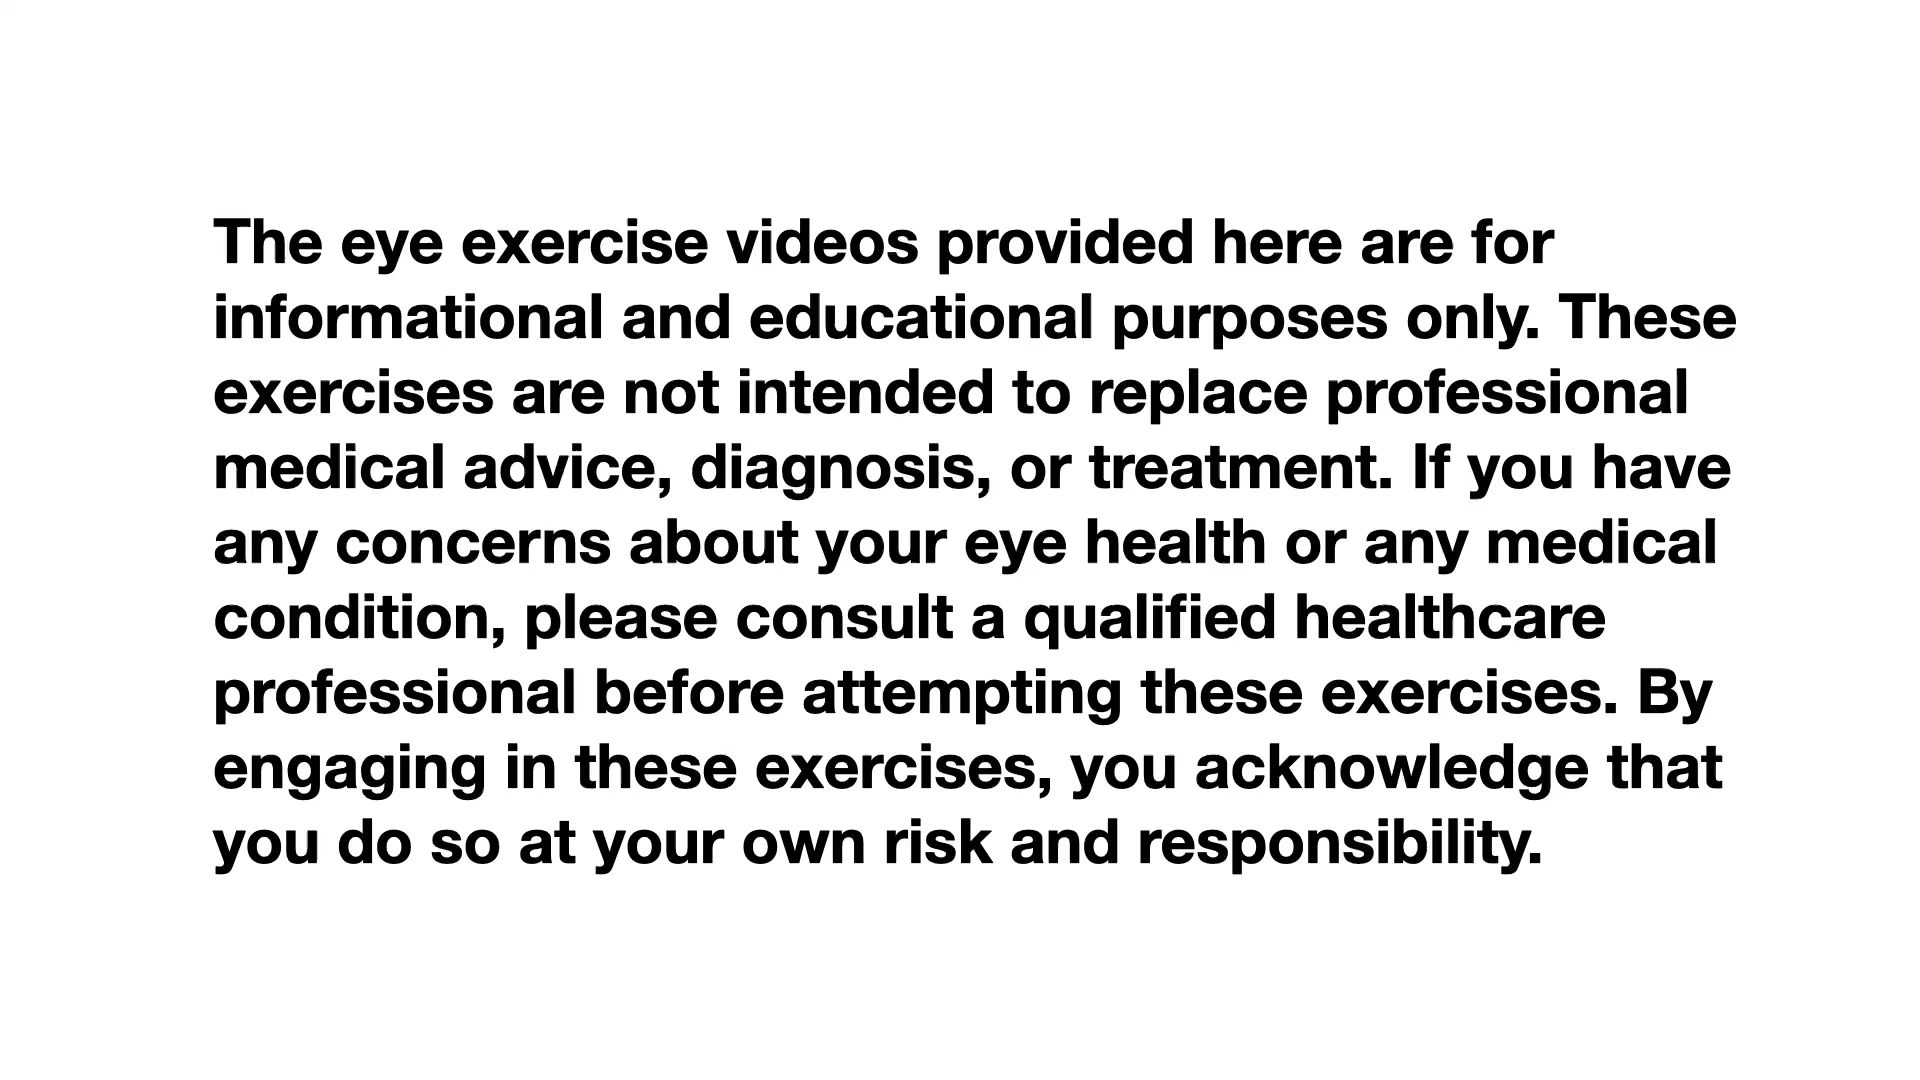 The eye exercise videos provided here are for
informational and educational purposes only. These
exercises are not intended to replace professional
medical advice, diagnosis, or treatment. If you have
any concerns about your eye health or any medical
condition, please consult a qualified healthcare
professional before attempting these exercises. By
engaging in these exercises, you acknowledge that
you do so at your own risk and responsibility.